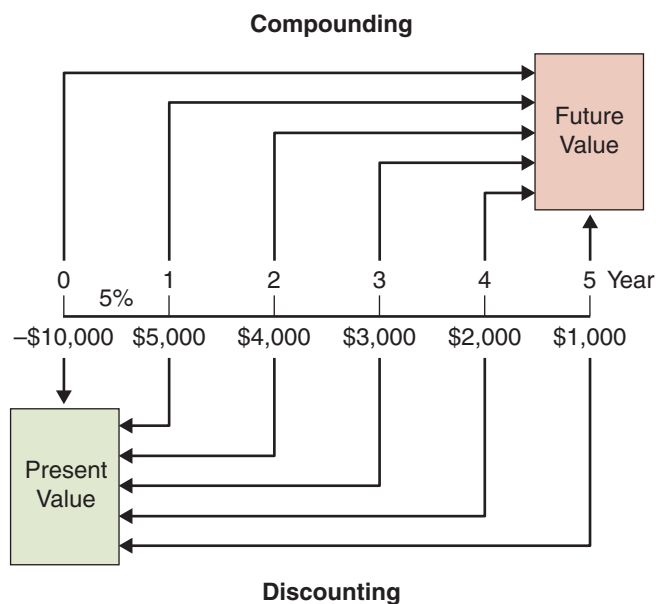 Compounding
Future
Value
0 1 2 3 4 5 Year
5%
–$10,000 $5,000 $4,000 $3,000 $2,000 $1,000
Present
Value
Discounting